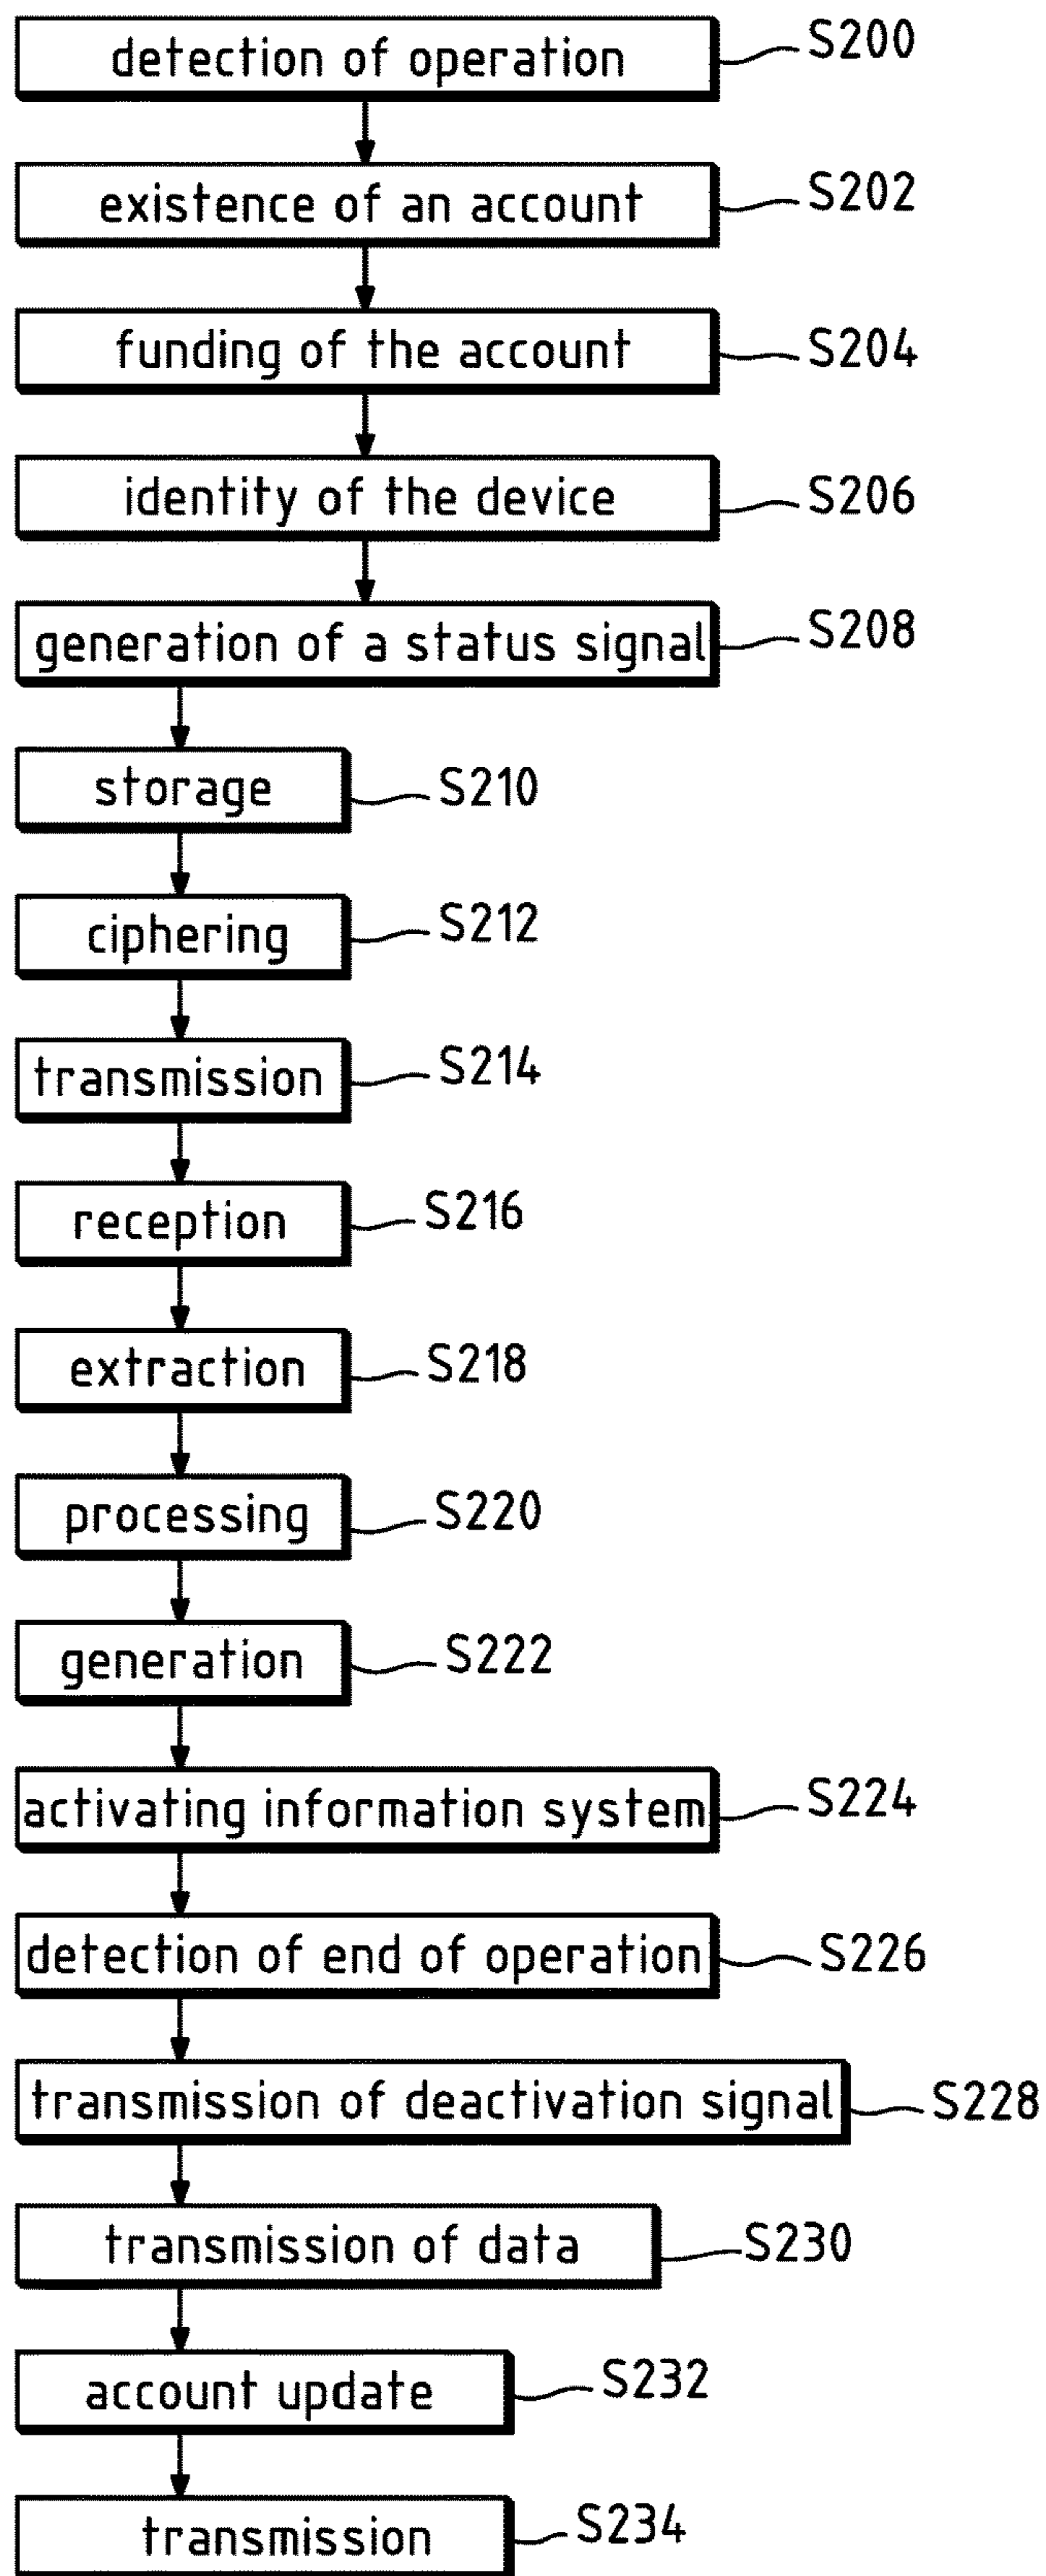 detection of operation S200
existence of an account S202
funding of the account S204
identity of the device S206
generation of a status signal S208
storage S210
ciphering S212
transmission S214
reception S216
extraction S218
processing S220
generation S222
activating information system S224
detection of end of operation S226
transmission of deactivation signal S228
transmission of data S230
account update S232
transmission S234